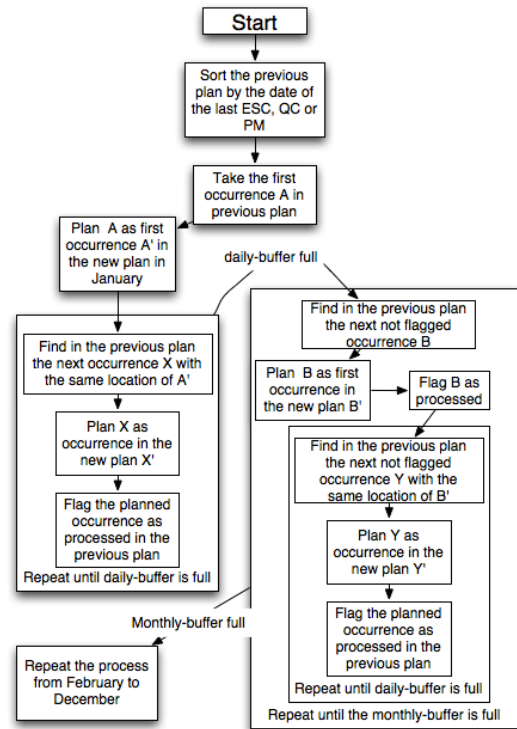 Start
Sort the previous
plan by the date of
the last ESC, QC or
PM
Take the first
occurrence A in
previous plan
Plan A as first
occurrence A' in
the new plan in
January
daily-buffer full
Find in the previous plan
the next occurrence X with
the same location of A'
Plan X as
occurrence in the
new plan X'
Flag the planned
occurrence as
processed in the
previous plan
Repeat until daily-buffer is full
Find in the previous plan
the next not flagged
occurrence B
Plan B as first
occurrence in
the new plan B'
Flag B as
processed
Find in the previous plan
the next not flagged
occurrence Y with the
same location of B'
Plan Y as
occurrence in the
new plan Y'
Flag the planned
occurrence as
processed in the
previous plan
Repeat until daily-buffer is full
Repeat until the monthly-buffer is full
Monthly-buffer full
Repeat the process
from February to
December